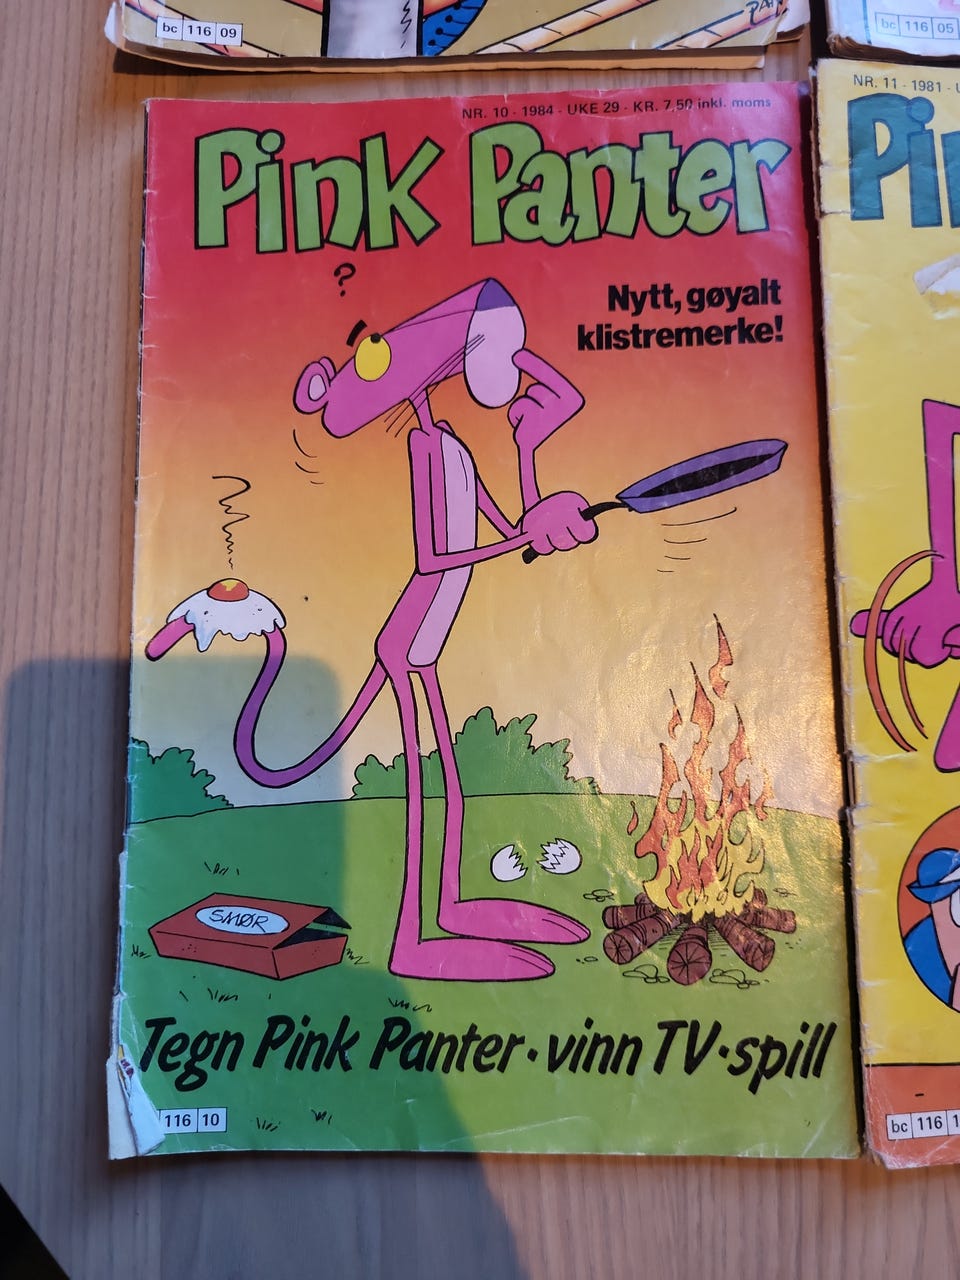 bc 116 09
bc 116 05
NR. 10 - 1984 - UKE 29 - KR. 7,50 inkl. moms
Pink Panter
?
Nytt, gøyalt
klistremerke!
SMØR
Tegn Pink Panter · vinn TV-spill
116 10
NR. 11 - 1981
Pin
bc 116